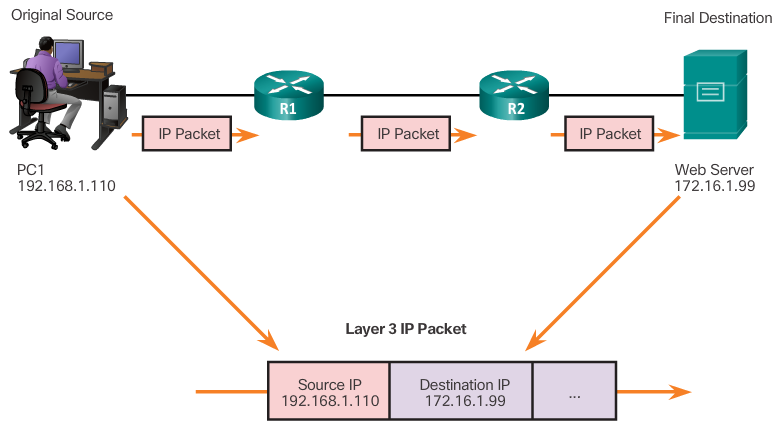 Original Source
Final Destination
R1
R2
IP Packet
IP Packet
IP Packet
PC1
192.168.1.110
Web Server
172.16.1.99
Layer 3 IP Packet
Source IP
192.168.1.110
Destination IP
172.16.1.99
...